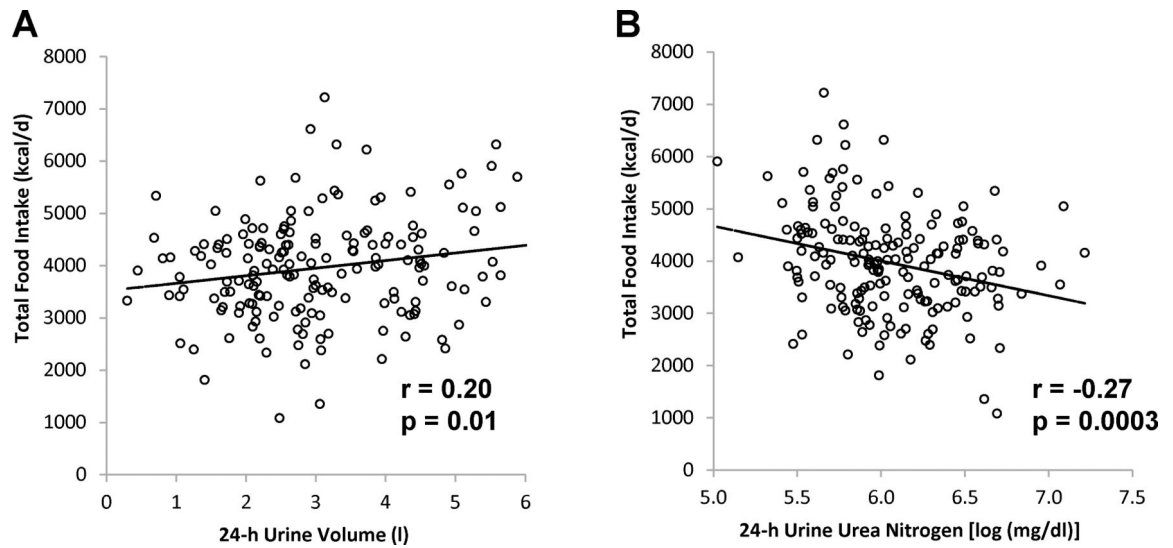 A
Total Food Intake (kcal/d)
8000
7000
6000
5000
4000
3000
2000
1000
0
0 1 2 3 4 5 6
24-h Urine Volume (l)
r = 0.20
p = 0.01
B
Total Food Intake (kcal/d)
8000
7000
6000
5000
4000
3000
2000
1000
0
5.0 5.5 6.0 6.5 7.0 7.5
24-h Urine Urea Nitrogen [log (mg/dl)]
r = -0.27
p = 0.0003